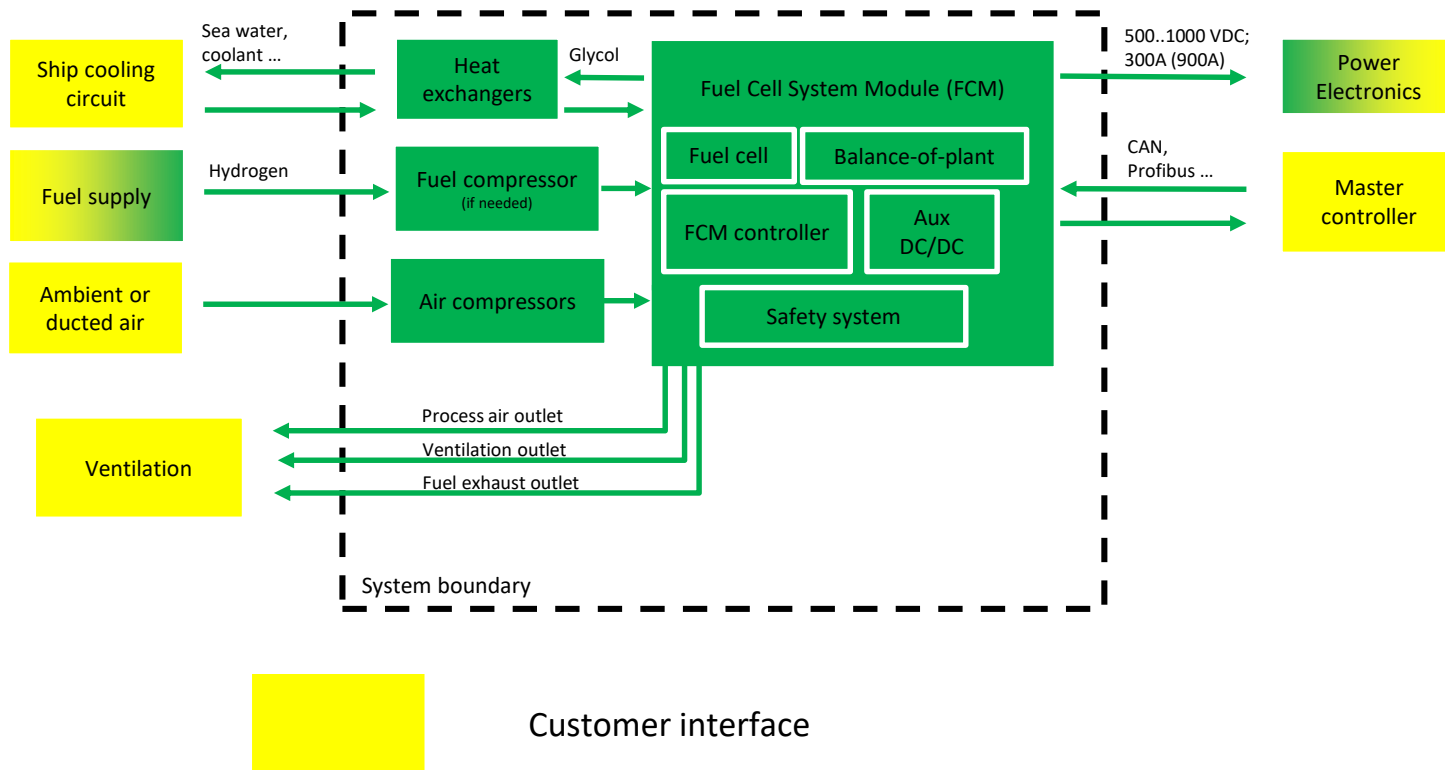 Sea water,
coolant ...
Ship cooling
circuit
Heat
exchangers
Glycol
Fuel Cell System Module (FCM)
500..1000 VDC;
300A (900A)
Power
Electronics
Fuel supply
Hydrogen
Fuel compressor
(if needed)
Fuel cell
Balance-of-plant
CAN,
Profibus ...
Master
controller
FCM controller
Aux
DC/DC
Ambient or
ducted air
Air compressors
Safety system
Ventilation
Process air outlet
Ventilation outlet
Fuel exhaust outlet
System boundary
Customer interface